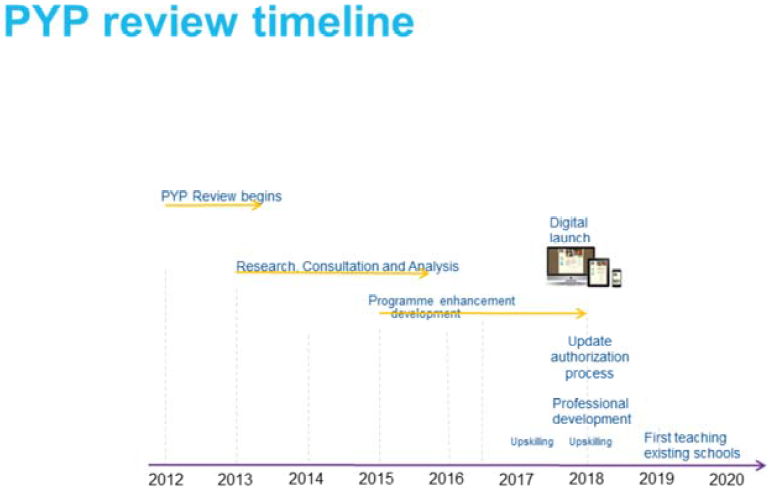 PYP review timeline
PYP Review begins
Digital
launch
Research, Consultation and Analysis
Programme enhancement
development
Update
authorization
process
Professional
development
Upskilling
Upskilling
First teaching
existing schools
2012 2013 2014 2015 2016 2017 2018 2019 2020